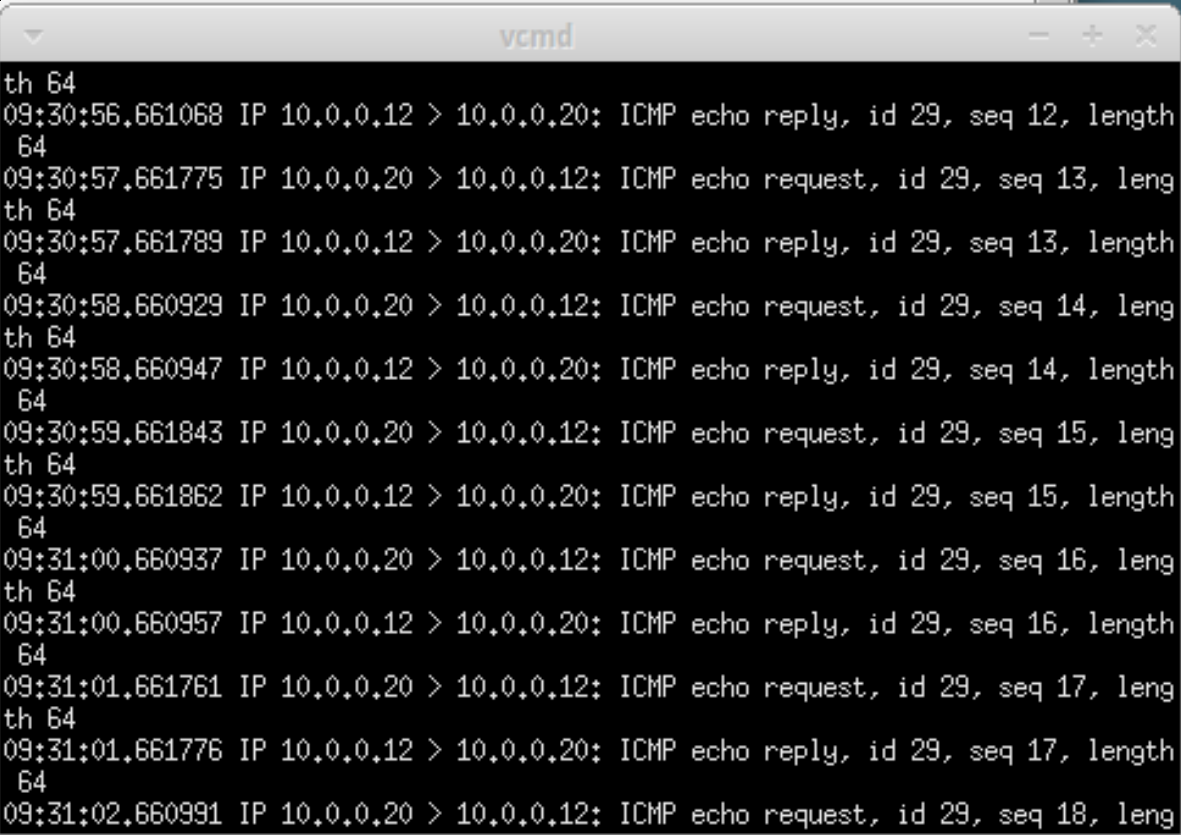 vcmd
th 64
09:30:56.661068 IP 10.0.0.12 > 10.0.0.20: ICMP echo reply, id 29, seq 12, length
 64
09:30:57.661775 IP 10.0.0.20 > 10.0.0.12: ICMP echo request, id 29, seq 13, leng
th 64
09:30:57.661789 IP 10.0.0.12 > 10.0.0.20: ICMP echo reply, id 29, seq 13, length
 64
09:30:58.660929 IP 10.0.0.20 > 10.0.0.12: ICMP echo request, id 29, seq 14, leng
th 64
09:30:58.660947 IP 10.0.0.12 > 10.0.0.20: ICMP echo reply, id 29, seq 14, length
 64
09:30:59.661843 IP 10.0.0.20 > 10.0.0.12: ICMP echo request, id 29, seq 15, leng
th 64
09:30:59.661862 IP 10.0.0.12 > 10.0.0.20: ICMP echo reply, id 29, seq 15, length
 64
09:31:00.660937 IP 10.0.0.20 > 10.0.0.12: ICMP echo request, id 29, seq 16, leng
th 64
09:31:00.660957 IP 10.0.0.12 > 10.0.0.20: ICMP echo reply, id 29, seq 16, length
 64
09:31:01.661761 IP 10.0.0.20 > 10.0.0.12: ICMP echo request, id 29, seq 17, leng
th 64
09:31:01.661776 IP 10.0.0.12 > 10.0.0.20: ICMP echo reply, id 29, seq 17, length
 64
09:31:02.660991 IP 10.0.0.20 > 10.0.0.12: ICMP echo request, id 29, seq 18, leng